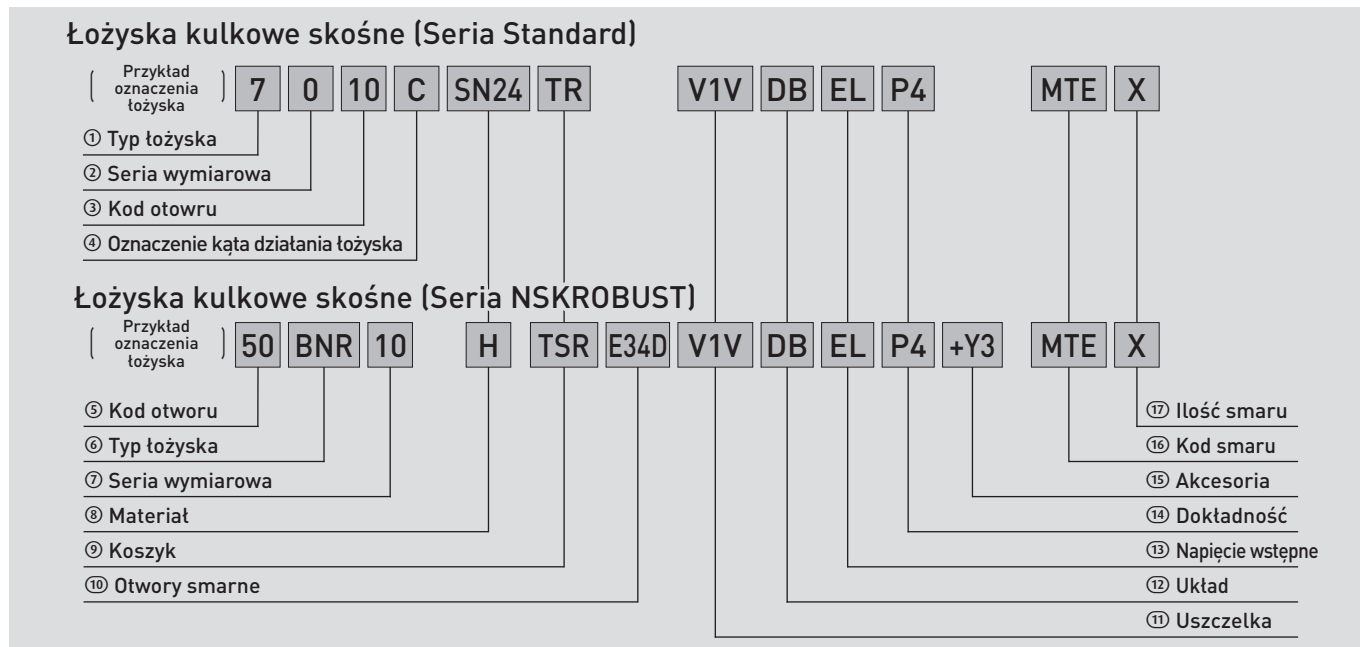 Łożyska kulkowe skośne (Seria Standard)
( Przykład oznaczenia łożyska ) 7 0 10 C SN24 TR V1V DB EL P4 MTE X
① Typ łożyska
② Seria wymiarowa
③ Kod otowru
④ Oznaczenie kąta działania łożyska
Łożyska kulkowe skośne (Seria NSKROBUST)
( Przykład oznaczenia łożyska ) 50 BNR 10 H TSR E34D V1V DB EL P4 +Y3 MTE X
⑤ Kod otworu
⑥ Typ łożyska
⑦ Seria wymiarowa
⑧ Materiał
⑨ Koszyk
⑩ Otwory smarne
⑰ Ilość smaru
⑯ Kod smaru
⑮ Akcesoria
⑭ Dokładność
⑬ Napięcie wstępne
⑫ Układ
⑪ Uszczelka